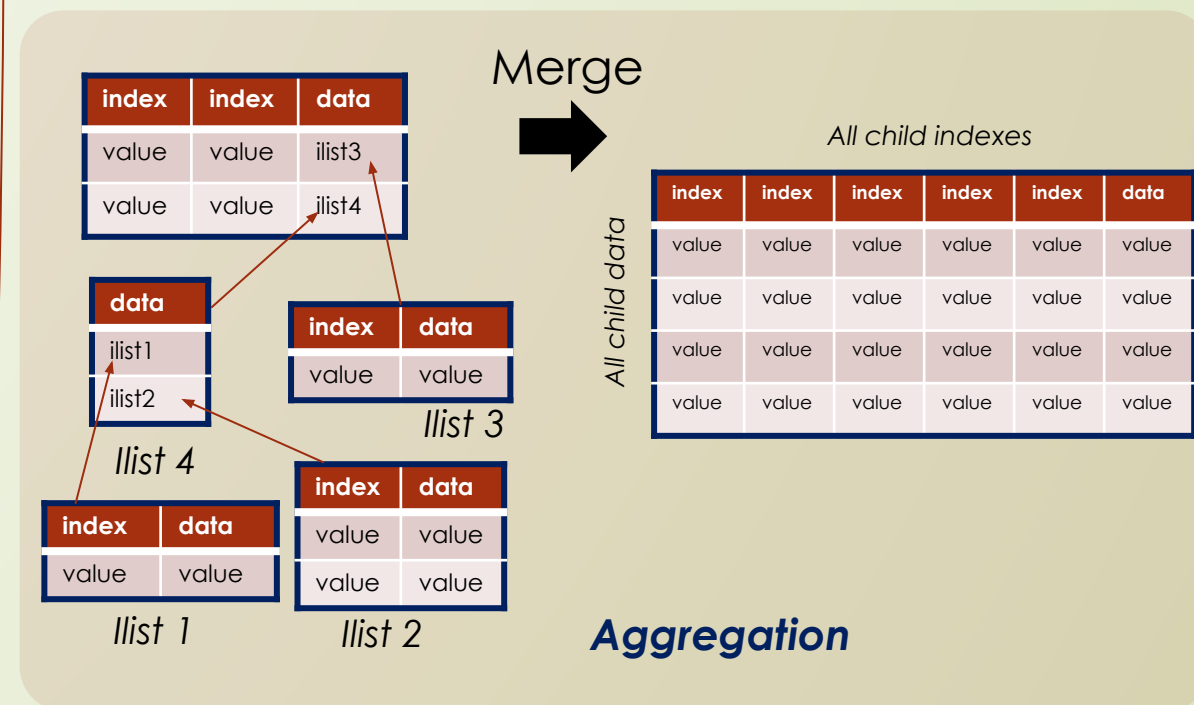 Merge
index index data
value value ilist3
value value ilist4
data
ilist1
ilist2
Ilist 4
index data
value value
Ilist 3
index data
value value
Ilist 1
index data
value value
value value
Ilist 2
All child indexes
All child data
index index index index index data
value value value value value value
value value value value value value
value value value value value value
value value value value value value
Aggregation